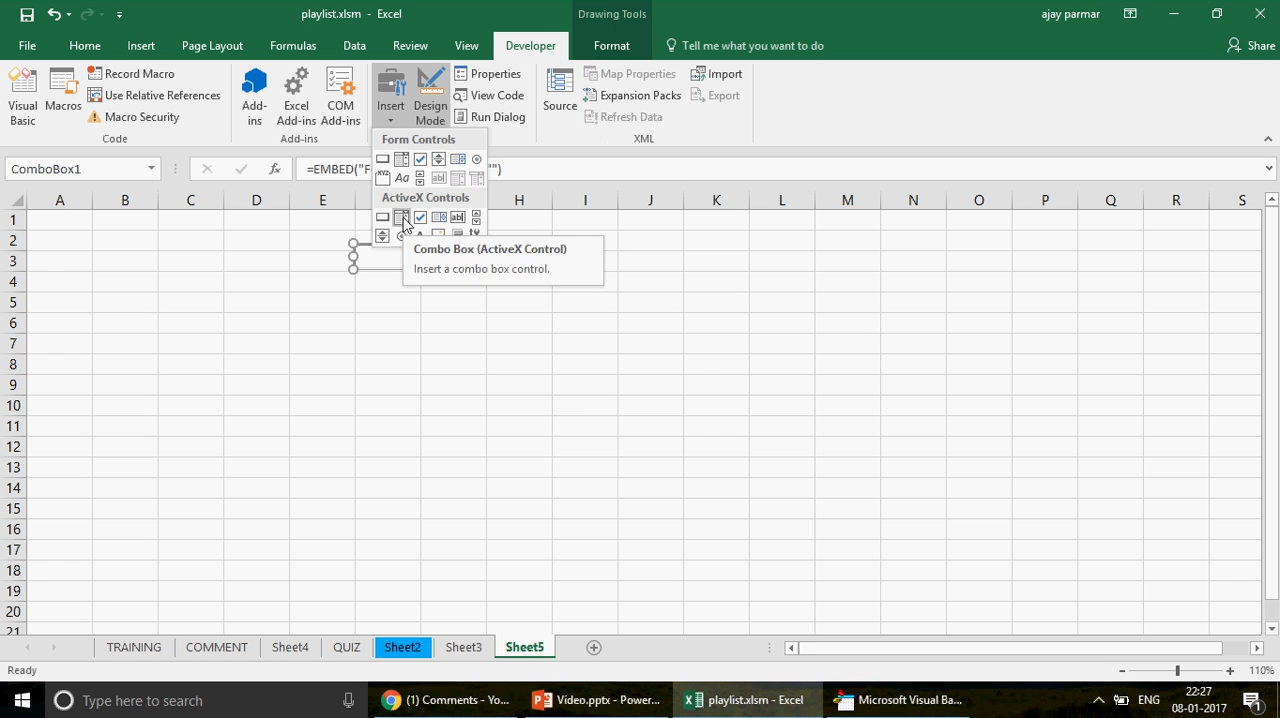 playlist.xlsm - Excel
Drawing Tools
ajay parmar
File
Home
Insert
Page Layout
Formulas
Data
Review
View
Developer
Format
Tell me what you want to do
Share
Visual Basic
Macros
Record Macro
Use Relative References
Macro Security
Code
Add-ins
Excel Add-ins
COM Add-ins
Add-ins
Insert
Design Mode
Properties
View Code
Run Dialog
Source
Map Properties
Expansion Packs
Refresh Data
Import
Export
XML
Form Controls
ActiveX Controls
Combo Box (ActiveX Control)
Insert a combo box control.
ComboBox1
fx
=EMBED("F
"")
A B C D E H I J K L M N O P Q R S
1
2
3
4
5
6
7
8
9
10
11
12
13
14
15
16
17
18
19
20
21
TRAINING
COMMENT
Sheet4
QUIZ
Sheet2
Sheet3
Sheet5
Ready
110%
Type here to search
(1) Comments - Yo...
Video.pptx - Power...
playlist.xlsm - Excel
Microsoft Visual Ba...
ENG
22:27
08-01-2017